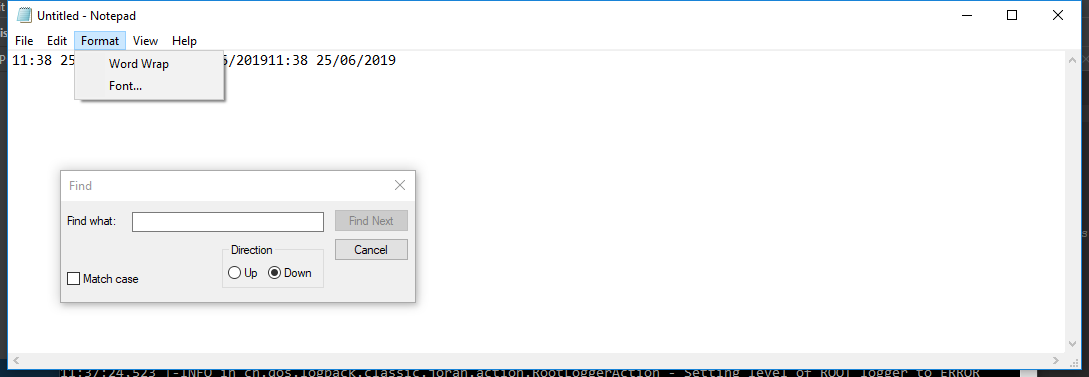 Untitled - Notepad
File Edit Format View Help
11:38 25 5/201911:38 25/06/2019
Word Wrap
Font...
Find
Find what: Find Next
Direction Cancel
Up Down
Match case
11:37:24.523 |-INFO in ch.qos.logback.classic.joran.action.RootLoggerAction - Setting level of ROOT logger to ERROR